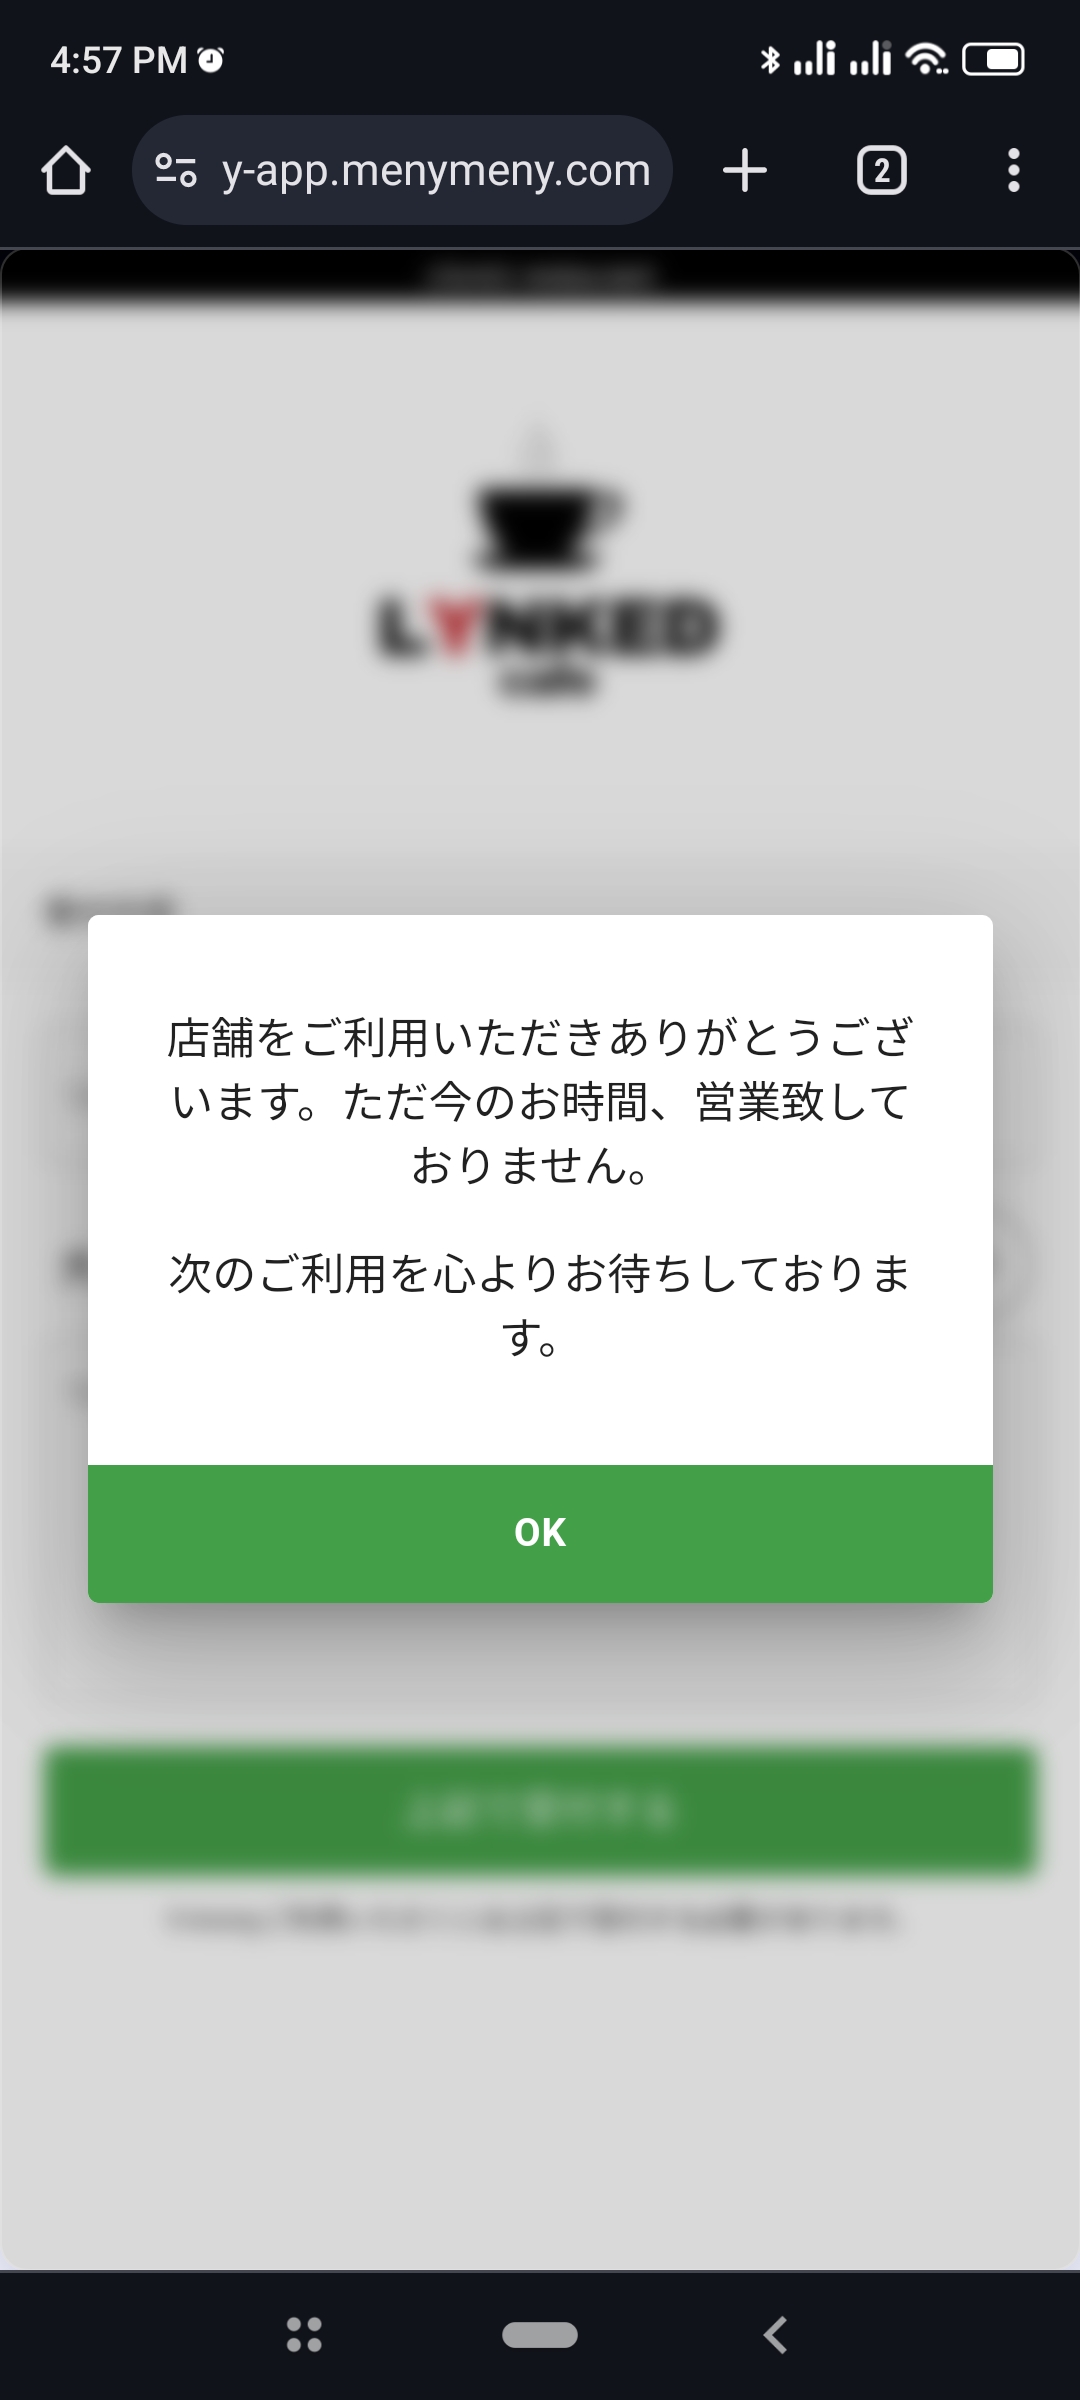 4:57 PM
y-app.menymeny.com
2
LYNKED
cafe
店舗をご利用いただきありがとうござ
います。ただ今のお時間、営業致して
おりません。
次のご利用を心よりお待ちしておりま
す。
OK